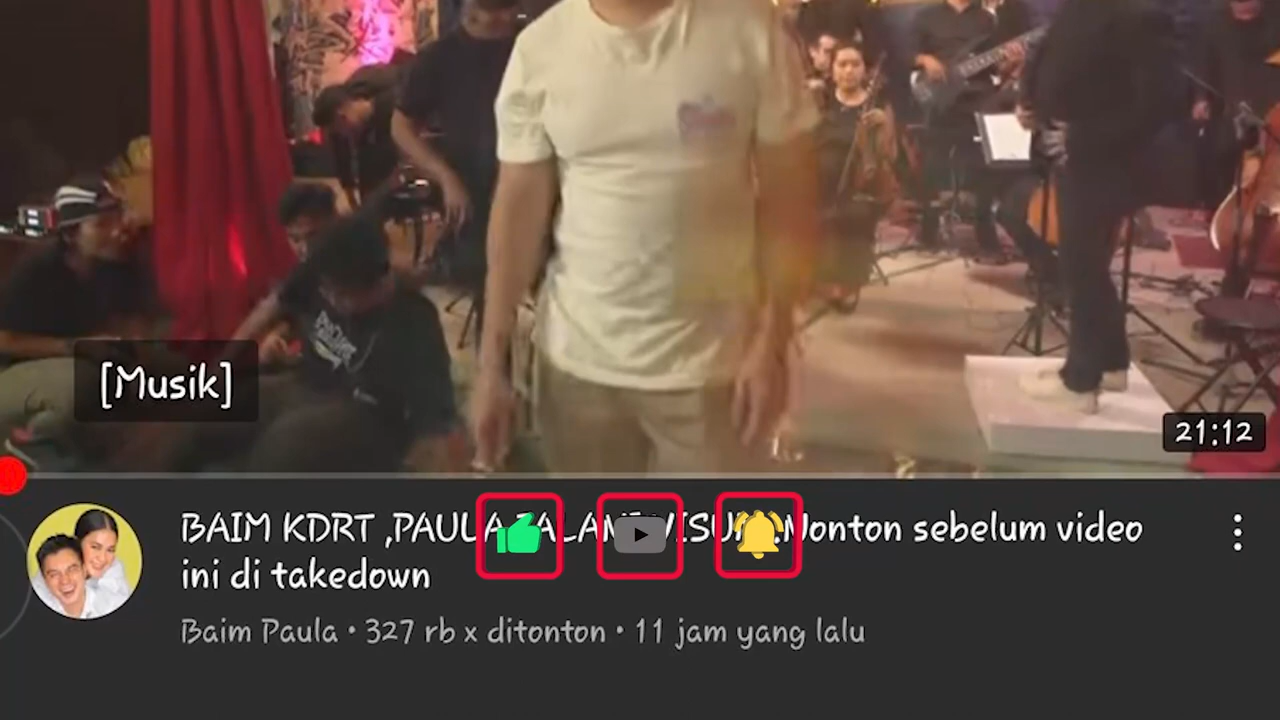 [Musik]
21:12
BAIM KDRT ,PAULA Nonton sebelum video
ini di takedown
Baim Paula • 327 rb x ditonton • 11 jam yang lalu